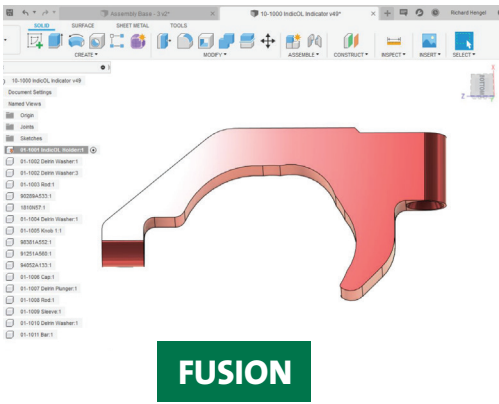 Assembly Base - 3 v2*
10-1000 IndicOL Indicator v49*
Richard Hengel
SOLID SURFACE SHEET METAL TOOLS
CREATE MODIFY ASSEMBLE CONSTRUCT INSPECT INSERT SELECT
10-1000 IndicOL Indicator v49
Document Settings
Named Views
Origin
Joints
Sketches
01-1001 IndicOL Holder:1
01-1002 Delrin Washer:1
01-1002 Delrin Washer:3
01-1003 Rod:1
90289A533:1
1810N57:1
01-1004 Delrin Washer:1
01-1005 Knob 1:1
98381A552:1
91251A560:1
94052A133:1
01-1006 Cap:1
01-1007 Delrin Plunger:1
01-1008 Rod:1
01-1009 Sleeve:1
01-1010 Delrin Washer:1
01-1011 Bar:1
BOTTOM
Z
FUSION